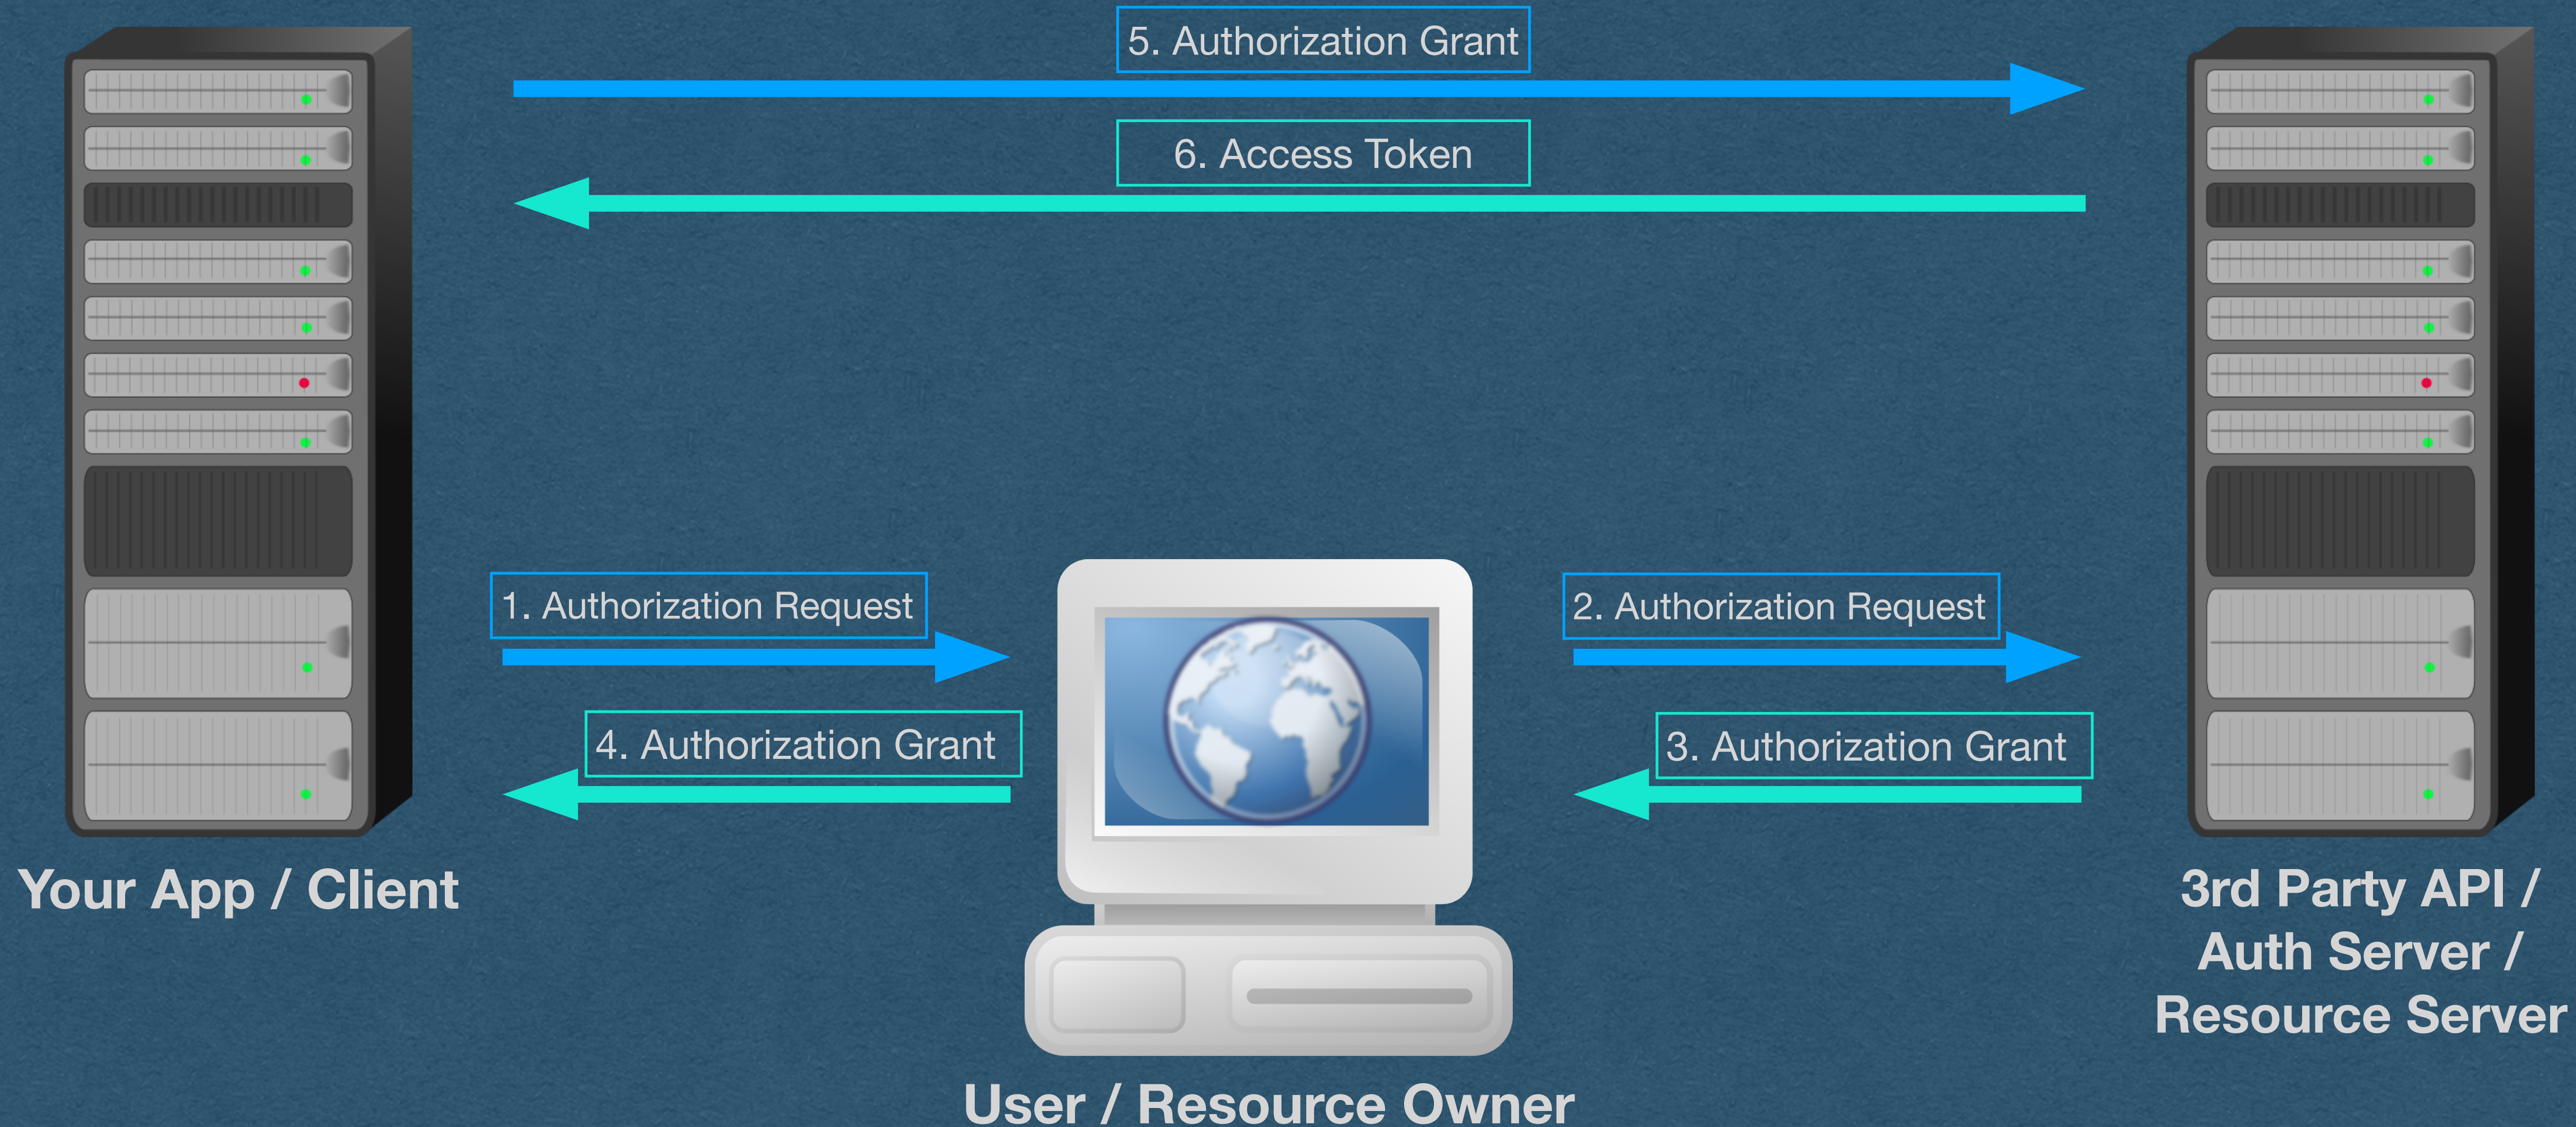 5. Authorization Grant
6. Access Token
1. Authorization Request
2. Authorization Request
4. Authorization Grant
3. Authorization Grant
Your App / Client
3rd Party API /
Auth Server /
Resource Server
User / Resource Owner